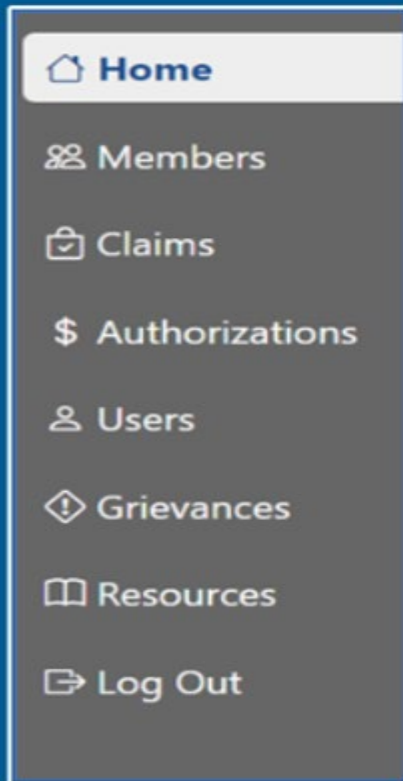 Home
Members
Claims
$ Authorizations
Users
Grievances
Resources
Log Out